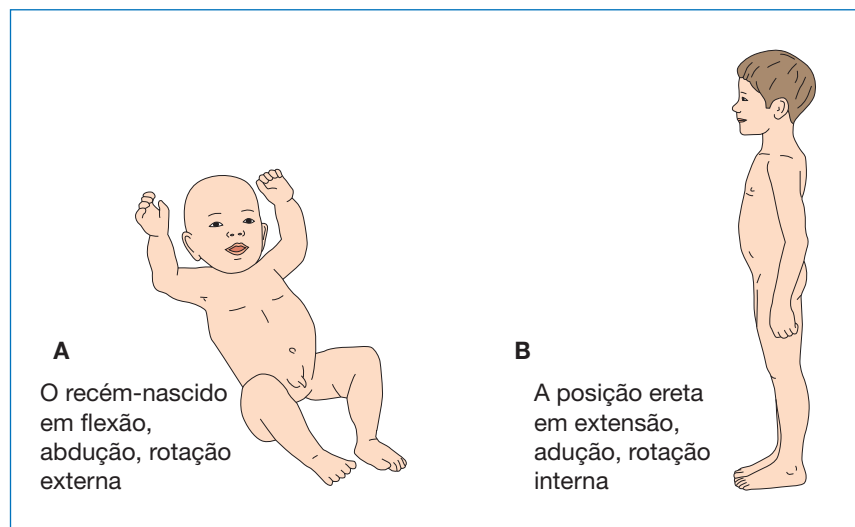 A
O recém-nascido
em flexão,
abdução, rotação
externa
B
A posição ereta
em extensão,
adução, rotação
interna